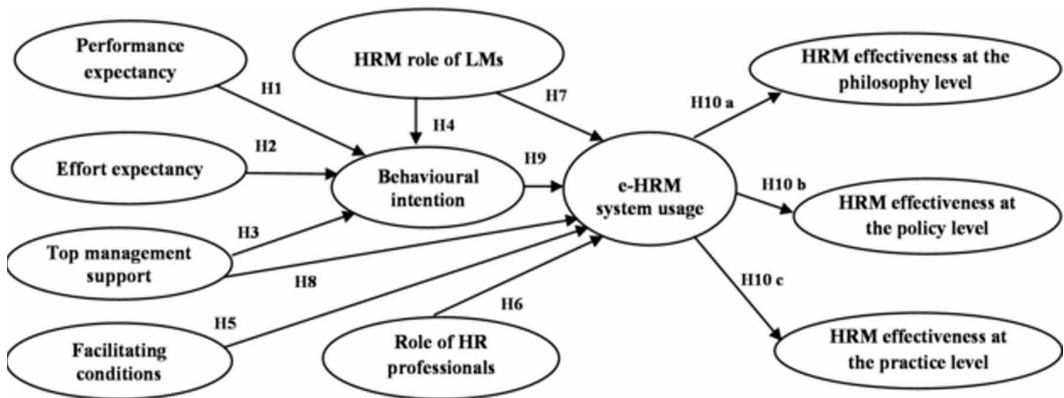 Performance
expectancy
HRM role of LMs
HRM effectiveness at the
philosophy level
H1
H7
H10 a
H4
H2
Effort expectancy
Behavioural
intention
H9
e-HRM
system usage
H10 b
HRM effectiveness at
the policy level
H3
Top management
support
H8
H10 c
H5
H6
Facilitating
conditions
Role of HR
professionals
HRM effectiveness at
the practice level